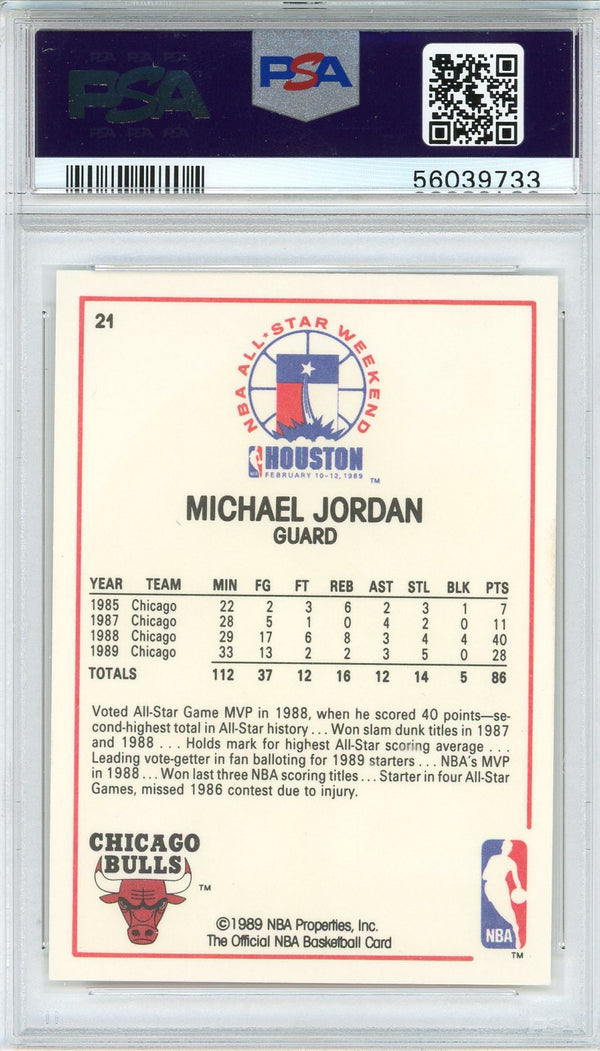 PSA PSA PSA
PSA
PSA PSA PSA
PSA
56039733
21
NBA ALL★STAR WEEKEND
NBA
HOUSTON
FEBRUARY 10-12, 1989
TM
MICHAEL JORDAN
GUARD
YEAR TEAM MIN FG FT REB AST STL BLK PTS
1985 Chicago 22 2 3 6 2 3 1 7
1987 Chicago 28 5 1 0 4 2 0 11
1988 Chicago 29 17 6 8 3 4 4 40
1989 Chicago 33 13 2 2 3 5 0 28
TOTALS 112 37 12 16 12 14 5 86
Voted All-Star Game MVP in 1988, when he scored 40 points—se-
cond-highest total in All-Star history . . . Won slam dunk titles in 1987
and 1988 . . . Holds mark for highest All-Star scoring average . . .
Leading vote-getter in fan balloting for 1989 starters . . . NBA's MVP
in 1988 . . . Won last three NBA scoring titles . . . Starter in four All-Star
Games, missed 1986 contest due to injury.
CHICAGO
BULLS
TM
©1989 NBA Properties, Inc.
The Official NBA Basketball Card
NBA
TM